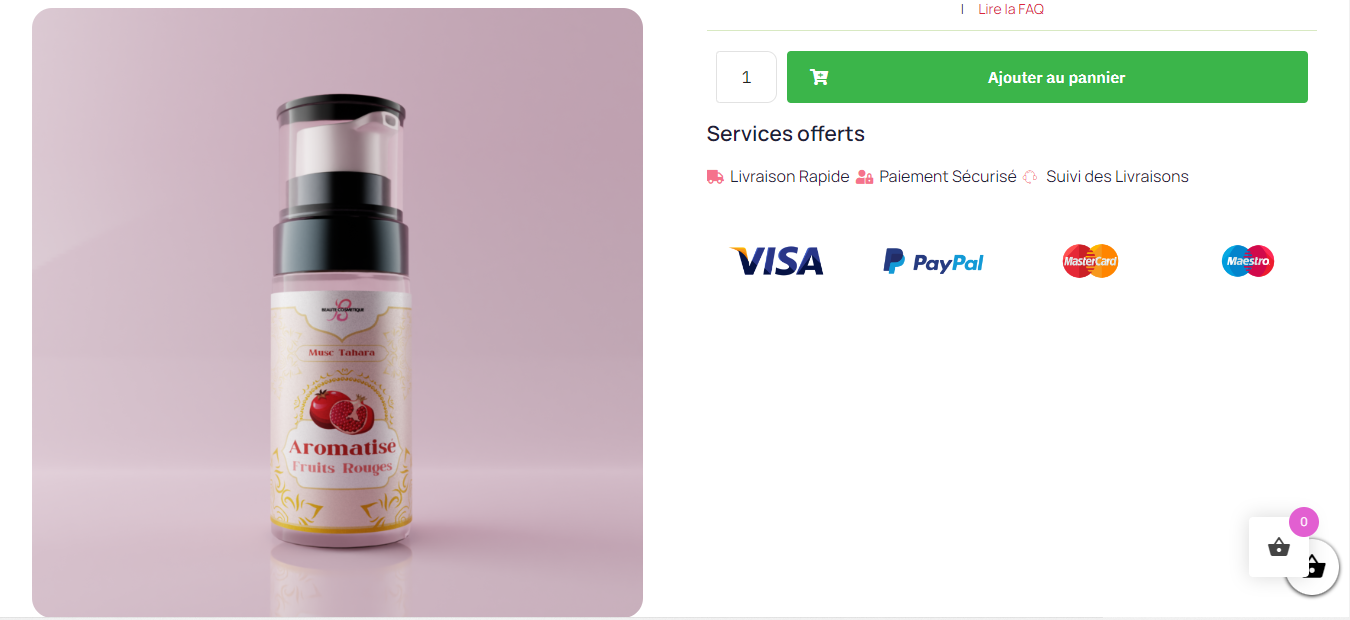 | Lire la FAQ
1
Ajouter au pannier
Services offerts
Livraison Rapide Paiement Sécurisé Suivi des Livraisons
VISA
PayPal
MasterCard
Maestro
BEAUTE COSMETIQUE
Musc Tahara
Aromatisé
Fruits Rouges
0